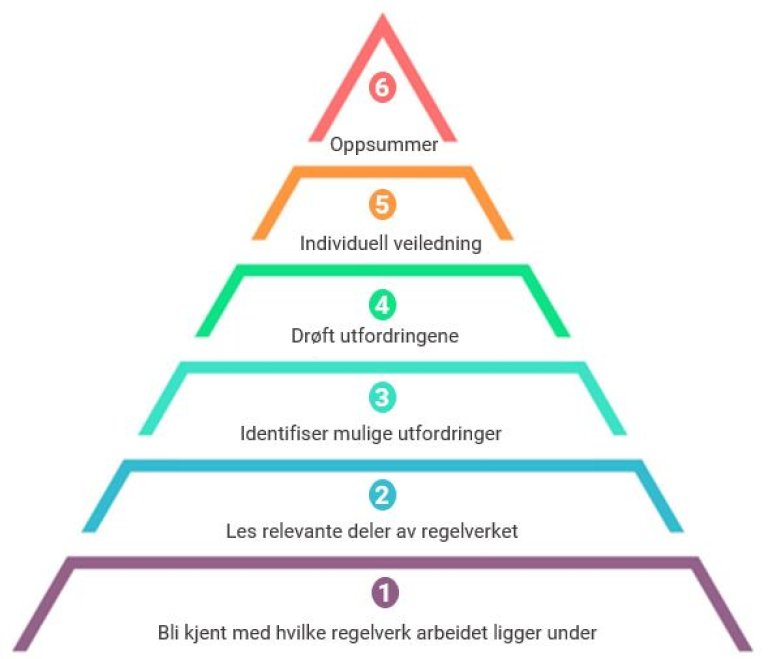 6
Oppsummer
5
Individuell veiledning
4
Drøft utfordringene
3
Identifiser mulige utfordringer
2
Les relevante deler av regelverket
1
Bli kjent med hvilke regelverk arbeidet ligger under